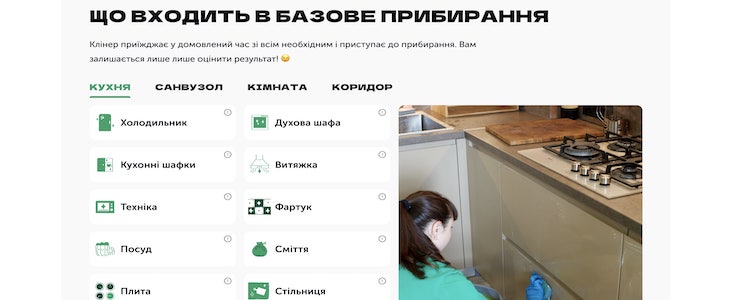 ЩО ВХОДИТЬ В БАЗОВЕ ПРИБИРАННЯ
Клінер приїжджає у домовлений час зі всім необхідним і приступає до прибирання. Вам
залишається лише лише оцінити результат! 😉
КУХНЯ САНВУЗОЛ КІМНАТА КОРИДОР
Холодильник Духова шафа
Кухонні шафки Витяжка
Техніка Фартук
Посуд Сміття
Плита Стільниця